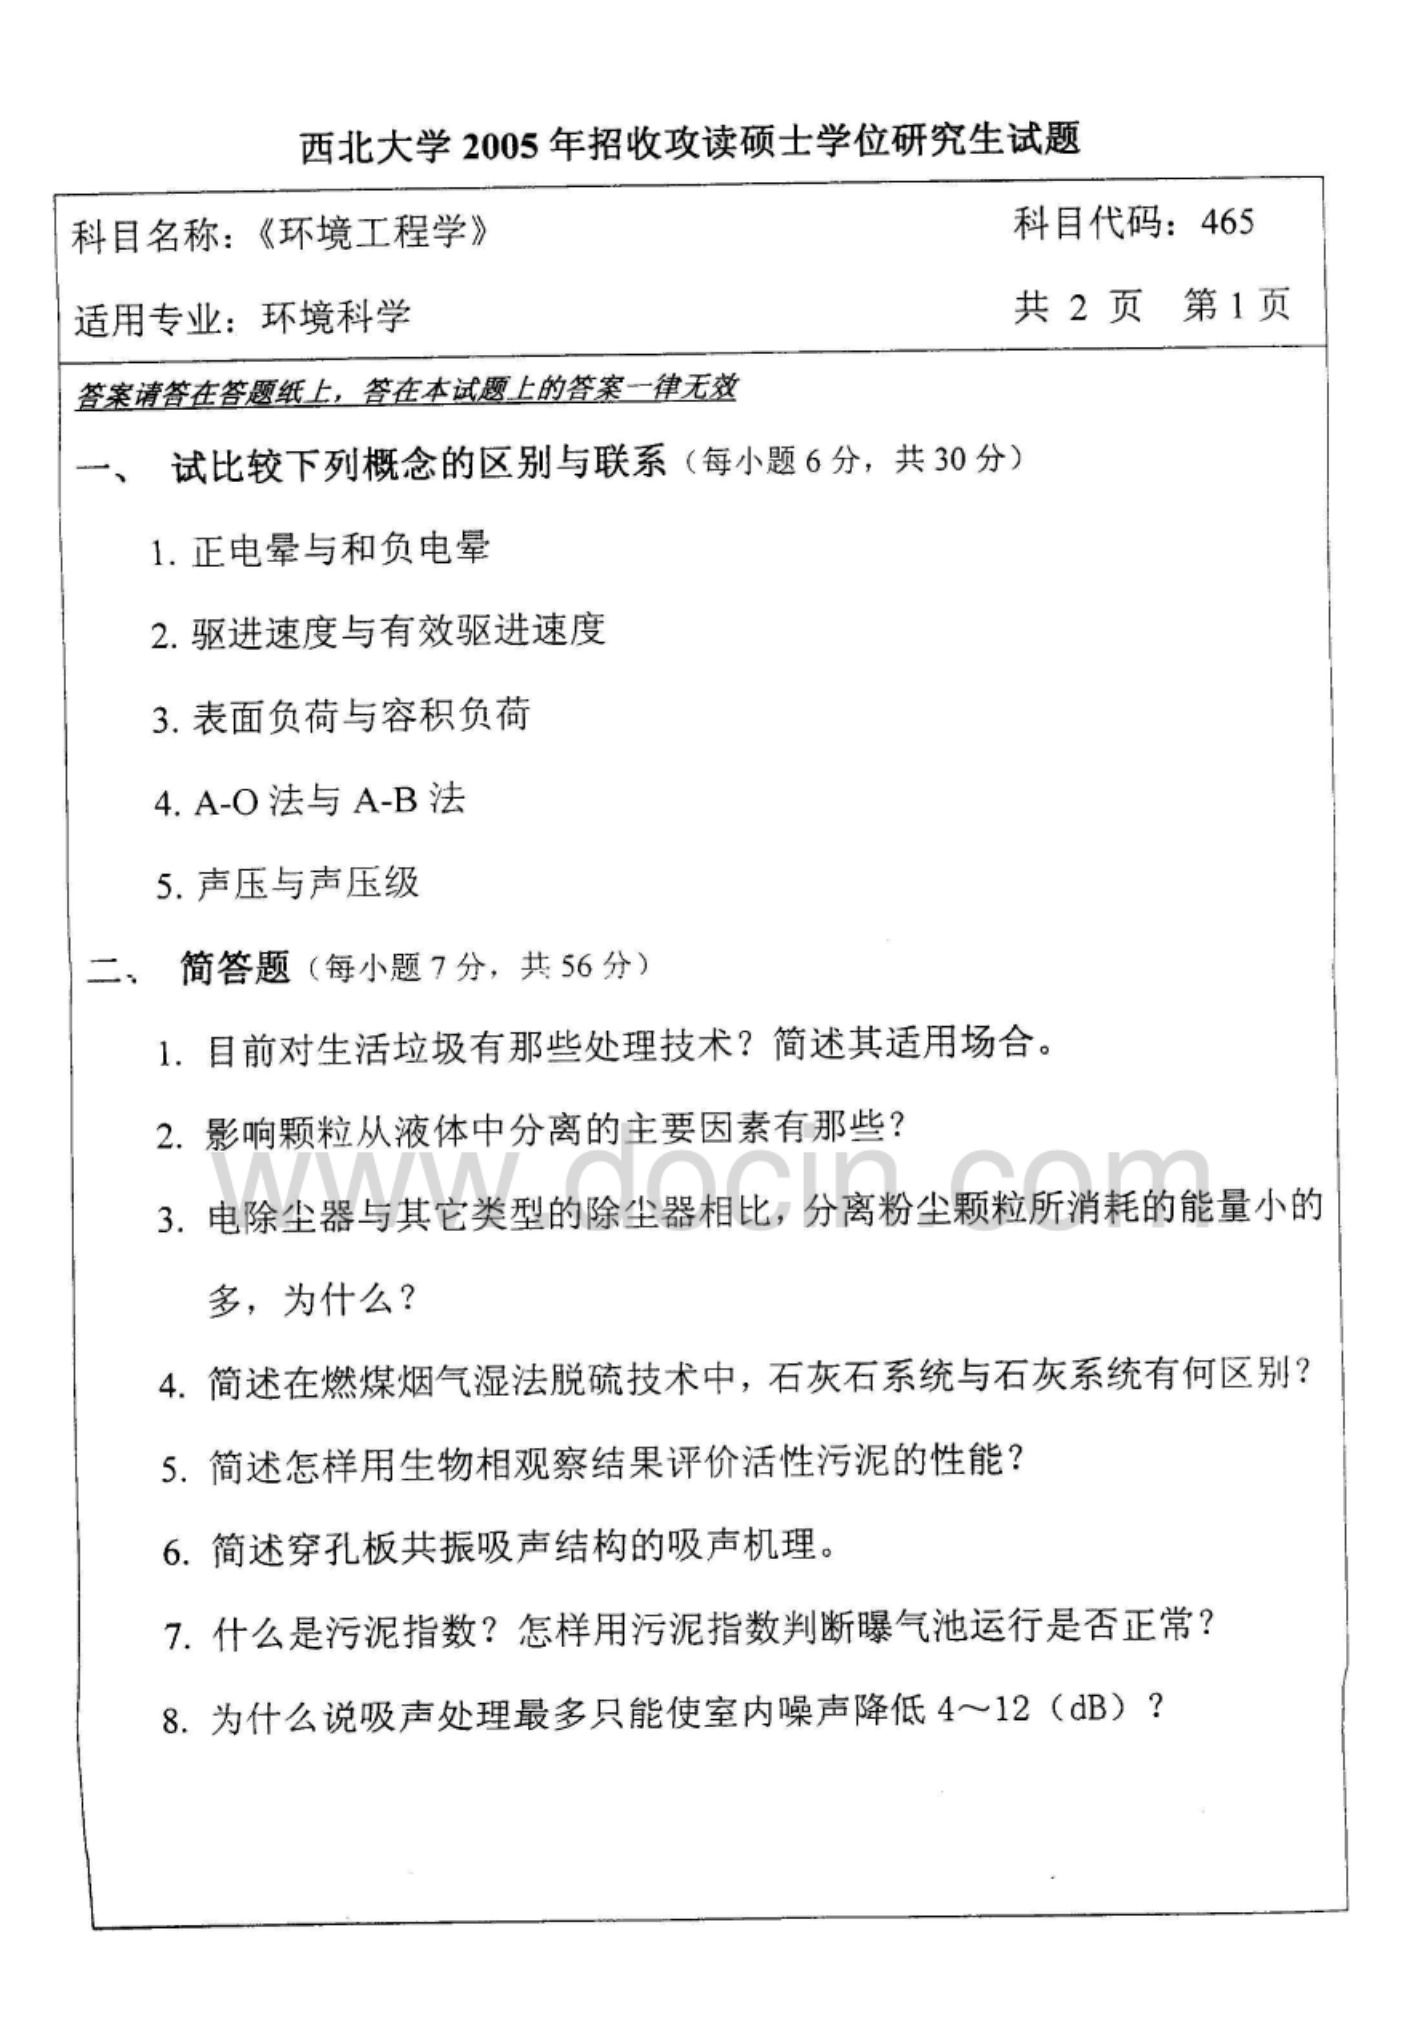 西北大学 2005 年招收攻读硕士学位研究生试题
科目名称：《环境工程学》 科目代码：465
适用专业：环境科学 共 2 页 第 1 页
答案请答在答题纸上，答在本试题上的答案一律无效
一、 试比较下列概念的区别与联系（每小题 6 分，共 30 分）
1. 正电晕与和负电晕
2. 驱进速度与有效驱进速度
3. 表面负荷与容积负荷
4. A-O 法与 A-B 法
5. 声压与声压级
二、 简答题（每小题 7 分，共 56 分）
1. 目前对生活垃圾有那些处理技术？简述其适用场合。
2. 影响颗粒从液体中分离的主要因素有那些？
www.docin.com
3. 电除尘器与其它类型的除尘器相比，分离粉尘颗粒所消耗的能量小的
多，为什么？
4. 简述在燃煤烟气湿法脱硫技术中，石灰石系统与石灰系统有何区别？
5. 简述怎样用生物相观察结果评价活性污泥的性能？
6. 简述穿孔板共振吸声结构的吸声机理。
7. 什么是污泥指数？怎样用污泥指数判断曝气池运行是否正常？
8. 为什么说吸声处理最多只能使室内噪声降低 4～12（dB）？